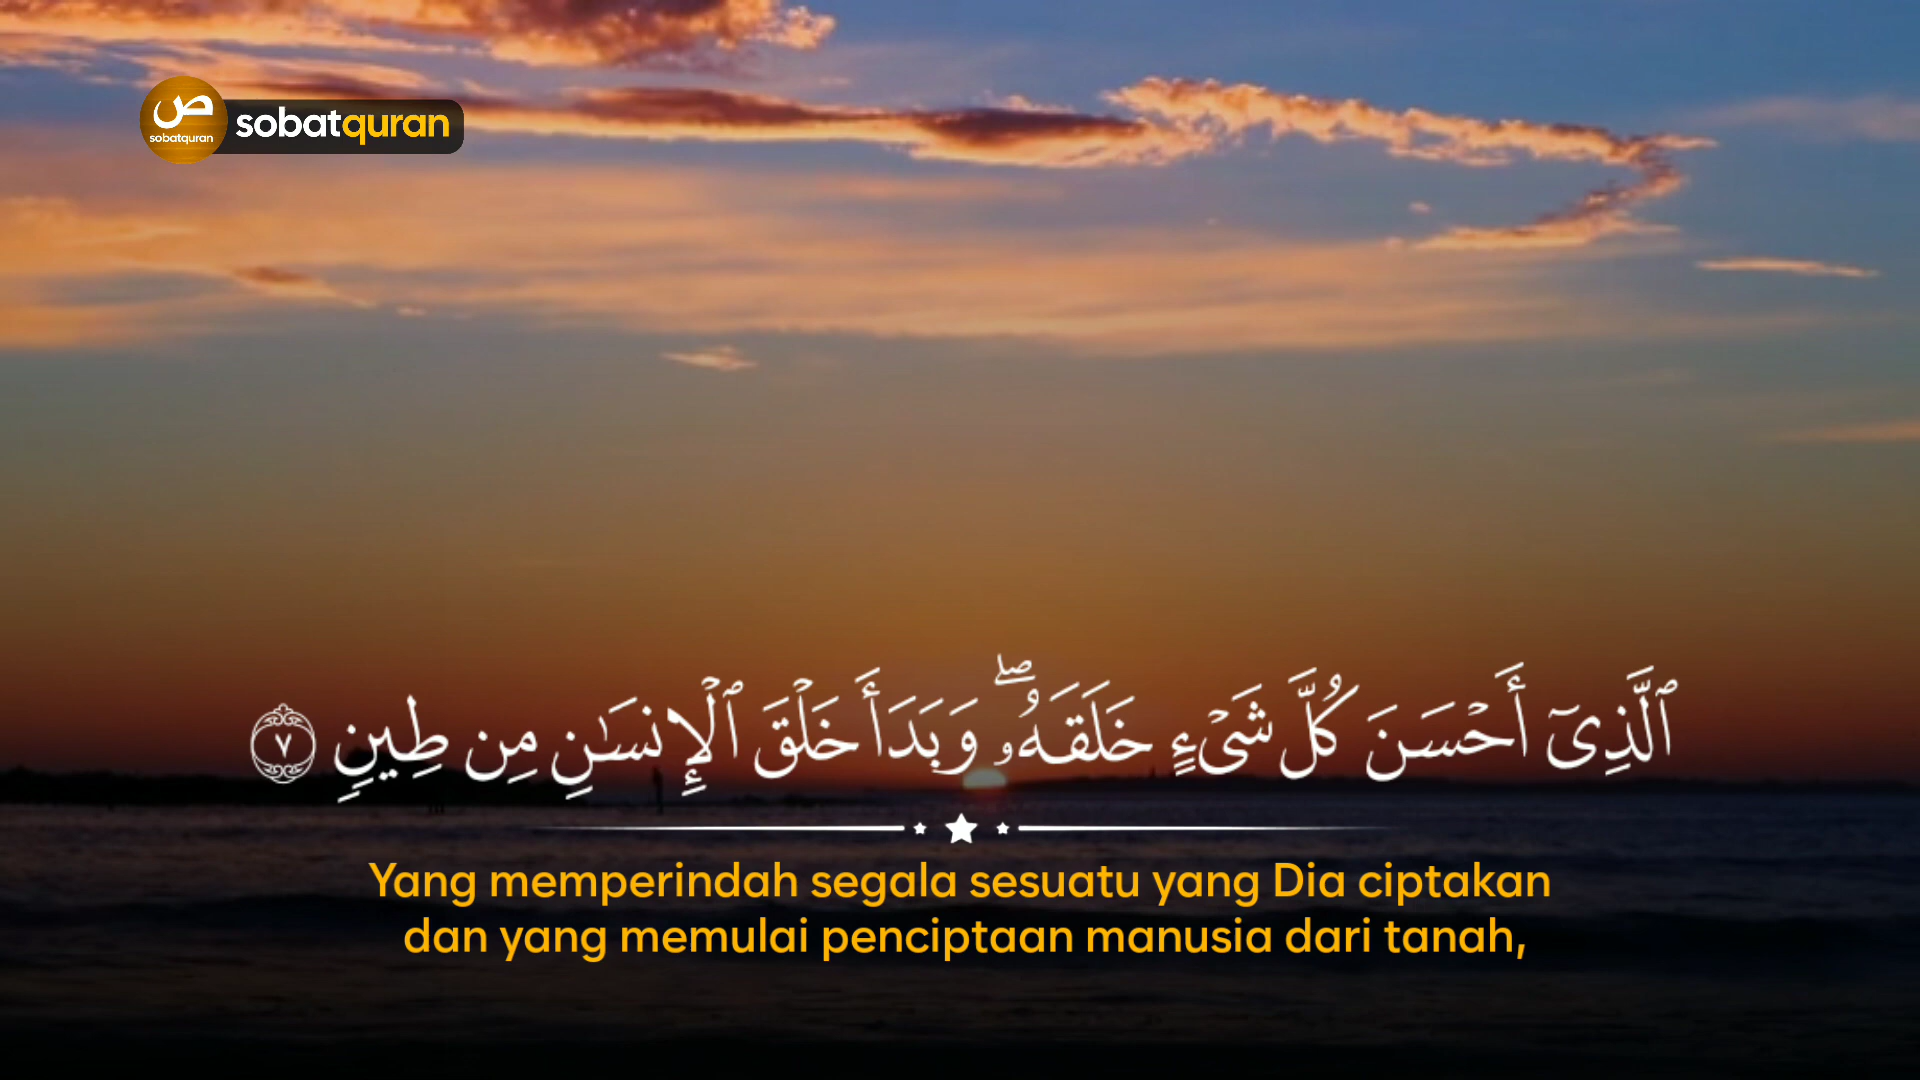 ص
sobatquran
sobatquran
ٱلَّذِىٓ أَحْسَنَ كُلَّ شَىْءٍ خَلَقَهُۥ ۖ وَبَدَأَ خَلْقَ ٱلْإِنسَـٰنِ مِن طِينٍ ٧
Yang memperindah segala sesuatu yang Dia ciptakan
dan yang memulai penciptaan manusia dari tanah,